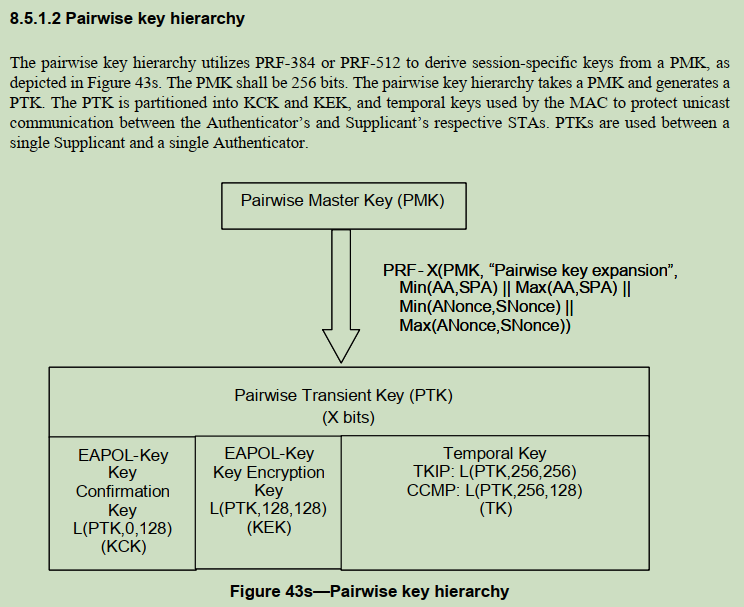 8.5.1.2 Pairwise key hierarchy
The pairwise key hierarchy utilizes PRF-384 or PRF-512 to derive session-specific keys from a PMK, as
depicted in Figure 43s. The PMK shall be 256 bits. The pairwise key hierarchy takes a PMK and generates a
PTK. The PTK is partitioned into KCK and KEK, and temporal keys used by the MAC to protect unicast
communication between the Authenticator’s and Supplicant’s respective STAs. PTKs are used between a
single Supplicant and a single Authenticator.
Pairwise Master Key (PMK)
PRF- X(PMK, “Pairwise key expansion”,
Min(AA,SPA) || Max(AA,SPA) ||
Min(ANonce,SNonce) ||
Max(ANonce,SNonce))
Pairwise Transient Key (PTK)
(X bits)
EAPOL-Key
Key
Confirmation
Key
L(PTK,0,128)
(KCK)
EAPOL-Key
Key Encryption
Key
L(PTK,128,128)
(KEK)
Temporal Key
TKIP: L(PTK,256,256)
CCMP: L(PTK,256,128)
(TK)
Figure 43s—Pairwise key hierarchy